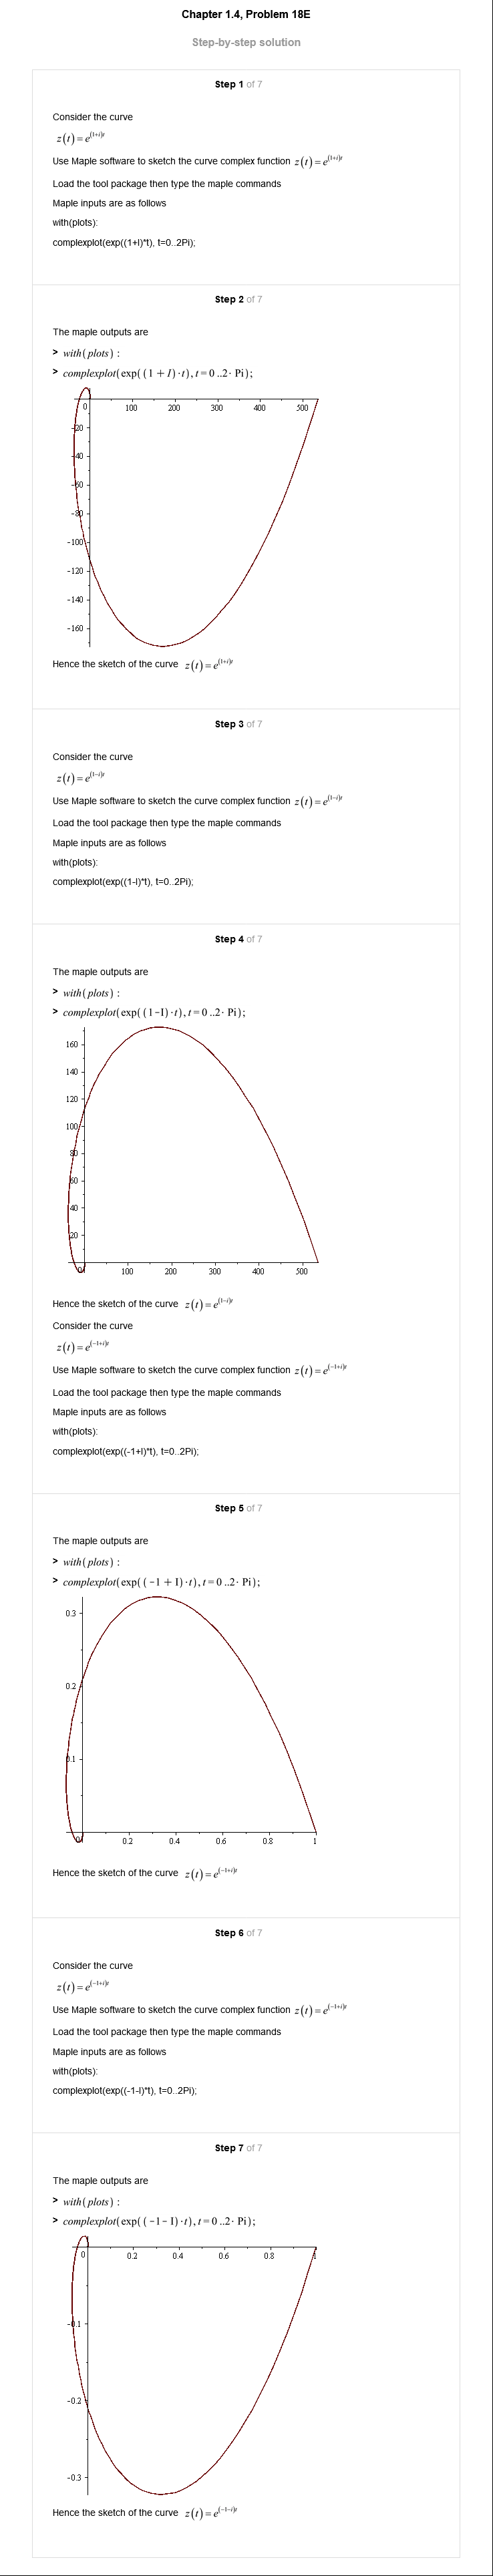 Chapter 1.4, Problem 18E
Step-by-step solution
Step 1 of 7
Consider the curve
z(t) = e^{(1+i)t}
Use Maple software to sketch the curve complex function z(t) = e^{(1+i)t}
Load the tool package then type the maple commands
Maple inputs are as follows
with(plots):
complexplot(exp((1+I)*t), t=0..2Pi);
Step 2 of 7
The maple outputs are
> with(plots) :
> complexplot(exp( (1 + I)·t), t = 0 ..2· Pi);
0 100 200 300 400 500
-20
-40
-60
-80
-100
-120
-140
-160
Hence the sketch of the curve z(t) = e^{(1+i)t}
Step 3 of 7
Consider the curve
z(t) = e^{(1-i)t}
Use Maple software to sketch the curve complex function z(t) = e^{(1-i)t}
Load the tool package then type the maple commands
Maple inputs are as follows
with(plots):
complexplot(exp((1-I)*t), t=0..2Pi);
Step 4 of 7
The maple outputs are
> with(plots) :
> complexplot(exp( (1-I)·t), t = 0 ..2· Pi);
160
140
120
100
80
60
40
20
0 100 200 300 400 500
Hence the sketch of the curve z(t) = e^{(1-i)t}
Consider the curve
z(t) = e^{(-1+i)t}
Use Maple software to sketch the curve complex function z(t) = e^{(-1+i)t}
Load the tool package then type the maple commands
Maple inputs are as follows
with(plots):
complexplot(exp((-1+I)*t), t=0..2Pi);
Step 5 of 7
The maple outputs are
> with(plots) :
> complexplot(exp( (-1 + I)·t), t = 0 ..2· Pi);
0.3
0.2
0.1
0 0.2 0.4 0.6 0.8 1
Hence the sketch of the curve z(t) = e^{(-1+i)t}
Step 6 of 7
Consider the curve
z(t) = e^{(-1+i)t}
Use Maple software to sketch the curve complex function z(t) = e^{(-1+i)t}
Load the tool package then type the maple commands
Maple inputs are as follows
with(plots):
complexplot(exp((-1-I)*t), t=0..2Pi);
Step 7 of 7
The maple outputs are
> with(plots) :
> complexplot(exp( (-1-I)·t), t = 0 ..2· Pi);
0 0.2 0.4 0.6 0.8 1
-0.1
-0.2
-0.3
Hence the sketch of the curve z(t) = e^{(-1-i)t}